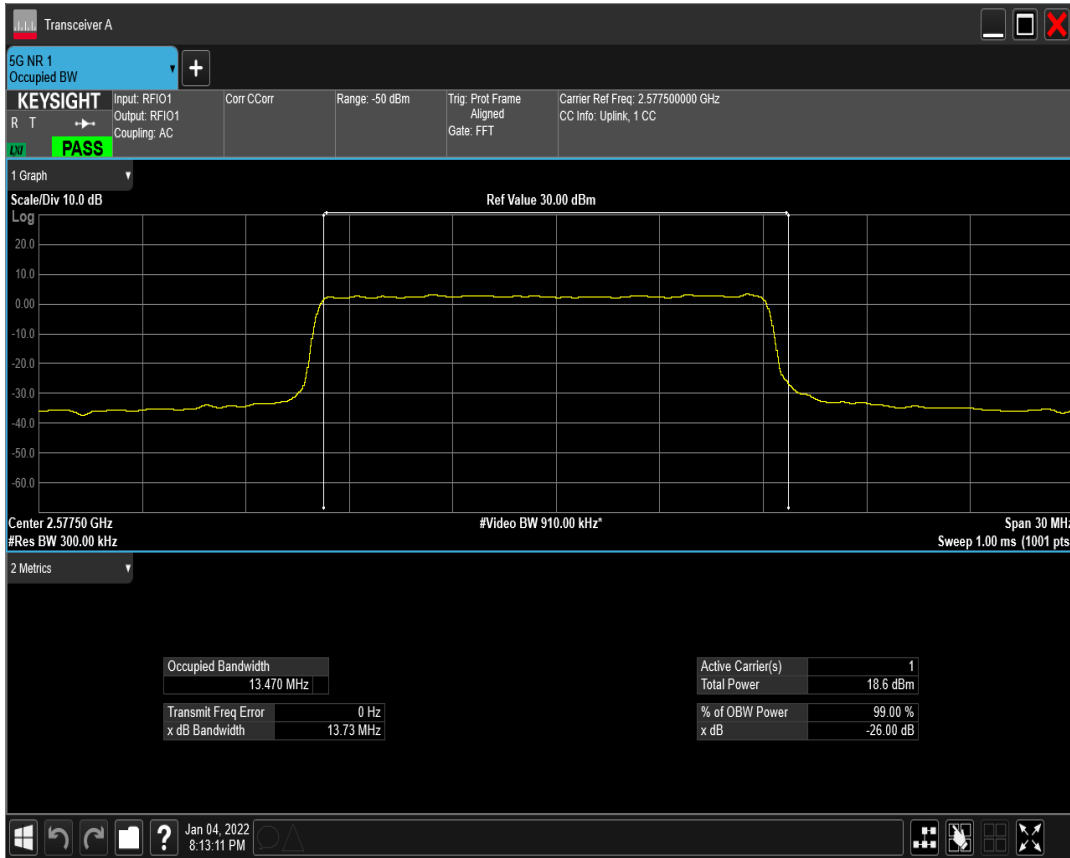 Transceiver A
5G NR 1
Occupied BW
KEYSIGHT
R T
LXI
PASS
Input: RFIO1
Output: RFIO1
Coupling: AC
Corr CCorr
Range: -50 dBm
Trig: Prot Frame
Aligned
Gate: FFT
Carrier Ref Freq: 2.577500000 GHz
CC Info: Uplink, 1 CC
1 Graph
Scale/Div 10.0 dB
Ref Value 30.00 dBm
Log
20.0
10.0
0.00
-10.0
-20.0
-30.0
-40.0
-50.0
-60.0
Center 2.57750 GHz
#Video BW 910.00 kHz*
Span 30 MHz
#Res BW 300.00 kHz
Sweep 1.00 ms (1001 pts
2 Metrics
Occupied Bandwidth
13.470 MHz
Transmit Freq Error 0 Hz
x dB Bandwidth 13.73 MHz
Active Carrier(s) 1
Total Power 18.6 dBm
% of OBW Power 99.00 %
x dB -26.00 dB
?
Jan 04, 2022
8:13:11 PM